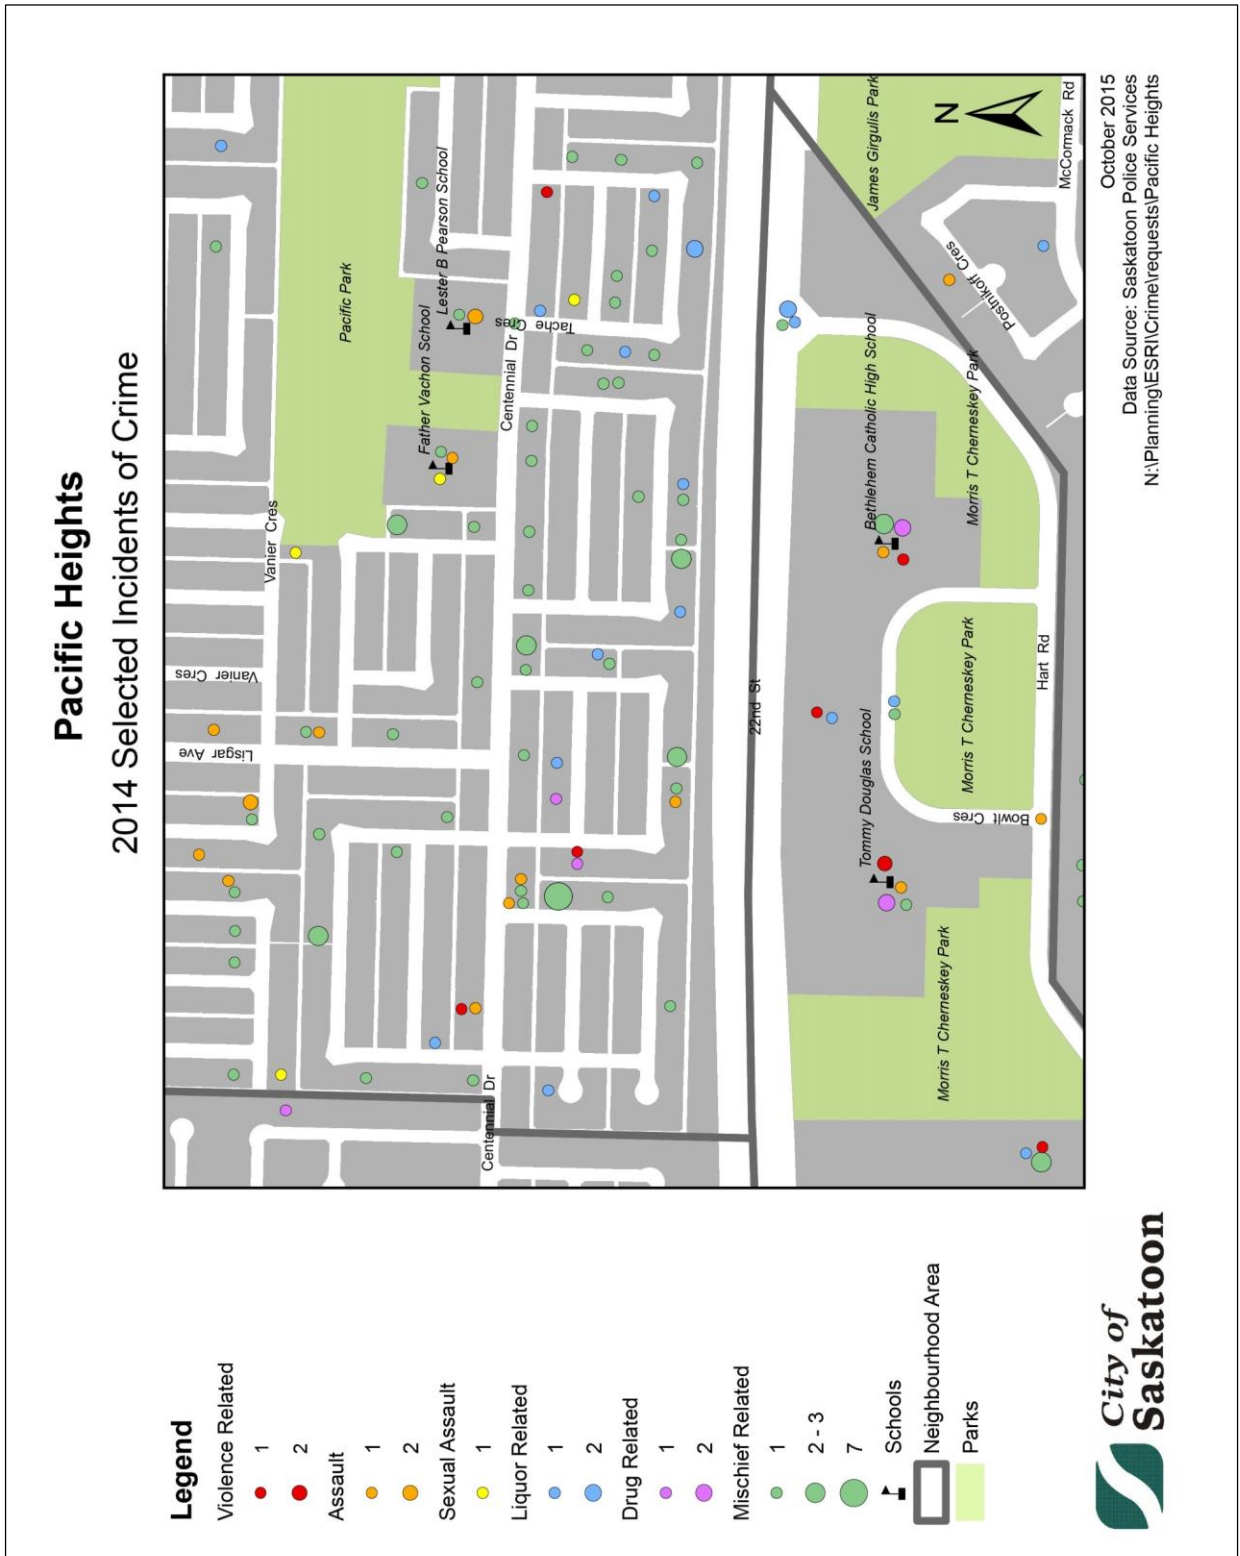 Pacific Heights
2014 Selected Incidents of Crime
Vanier Cres
Vanier Cres
Lisgar Ave
Pacific Park
Father Vachon School
Lester B Pearson School
Centennial Dr
Centennial Dr
Tache Cres
22nd St
Tommy Douglas School
Bethlehem Catholic High School
James Girgulis Park
N
Morris T Cherneskey Park
Morris T Cherneskey Park
Morris T Cherneskey Park
Bowlt Cres
Hart Rd
Postnikoff Cres
McCormack Rd
Legend
Violence Related
1
2
Assault
1
2
Sexual Assault
1
Liquor Related
1
2
Drug Related
1
2
Mischief Related
1
2 - 3
7
Schools
Neighbourhood Area
Parks
City of
Saskatoon
October 2015
Data Source: Saskatoon Police Services
N:\Planning\ESRI\Crime\requests\Pacific Heights